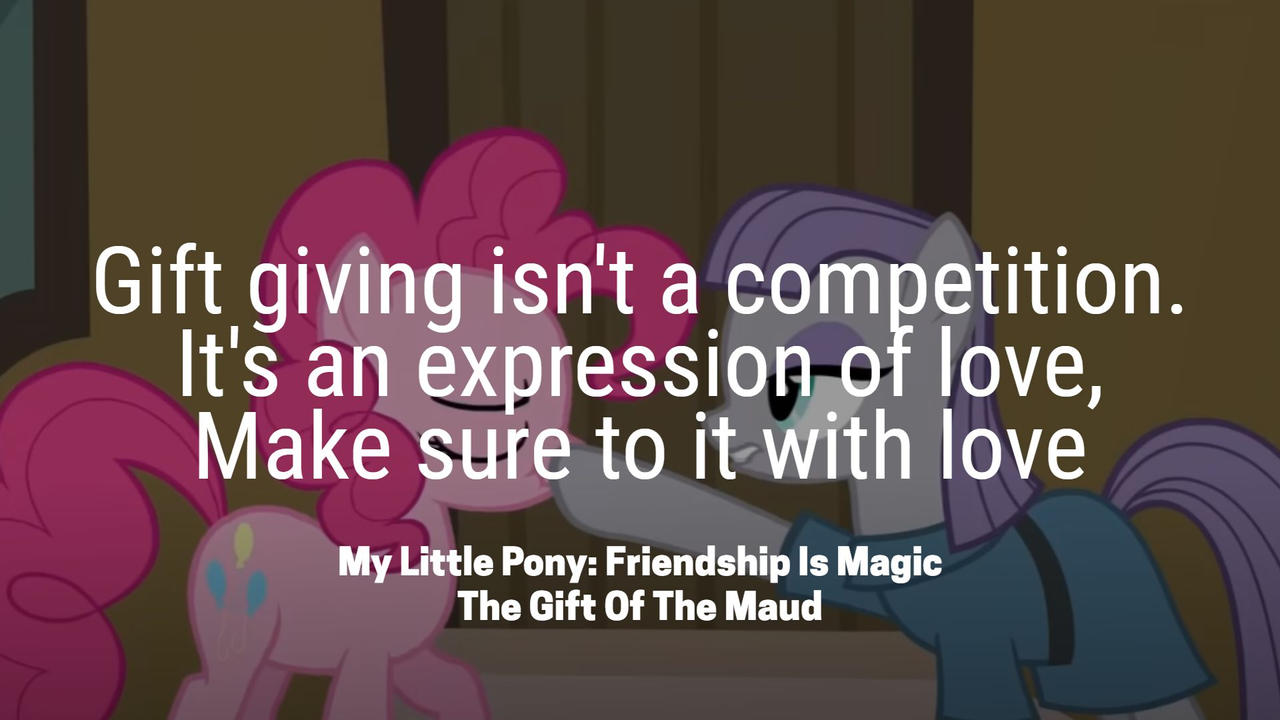 Gift giving isn't a competition.
It's an expression of love,
Make sure to it with love
My Little Pony: Friendship Is Magic
The Gift Of The Maud